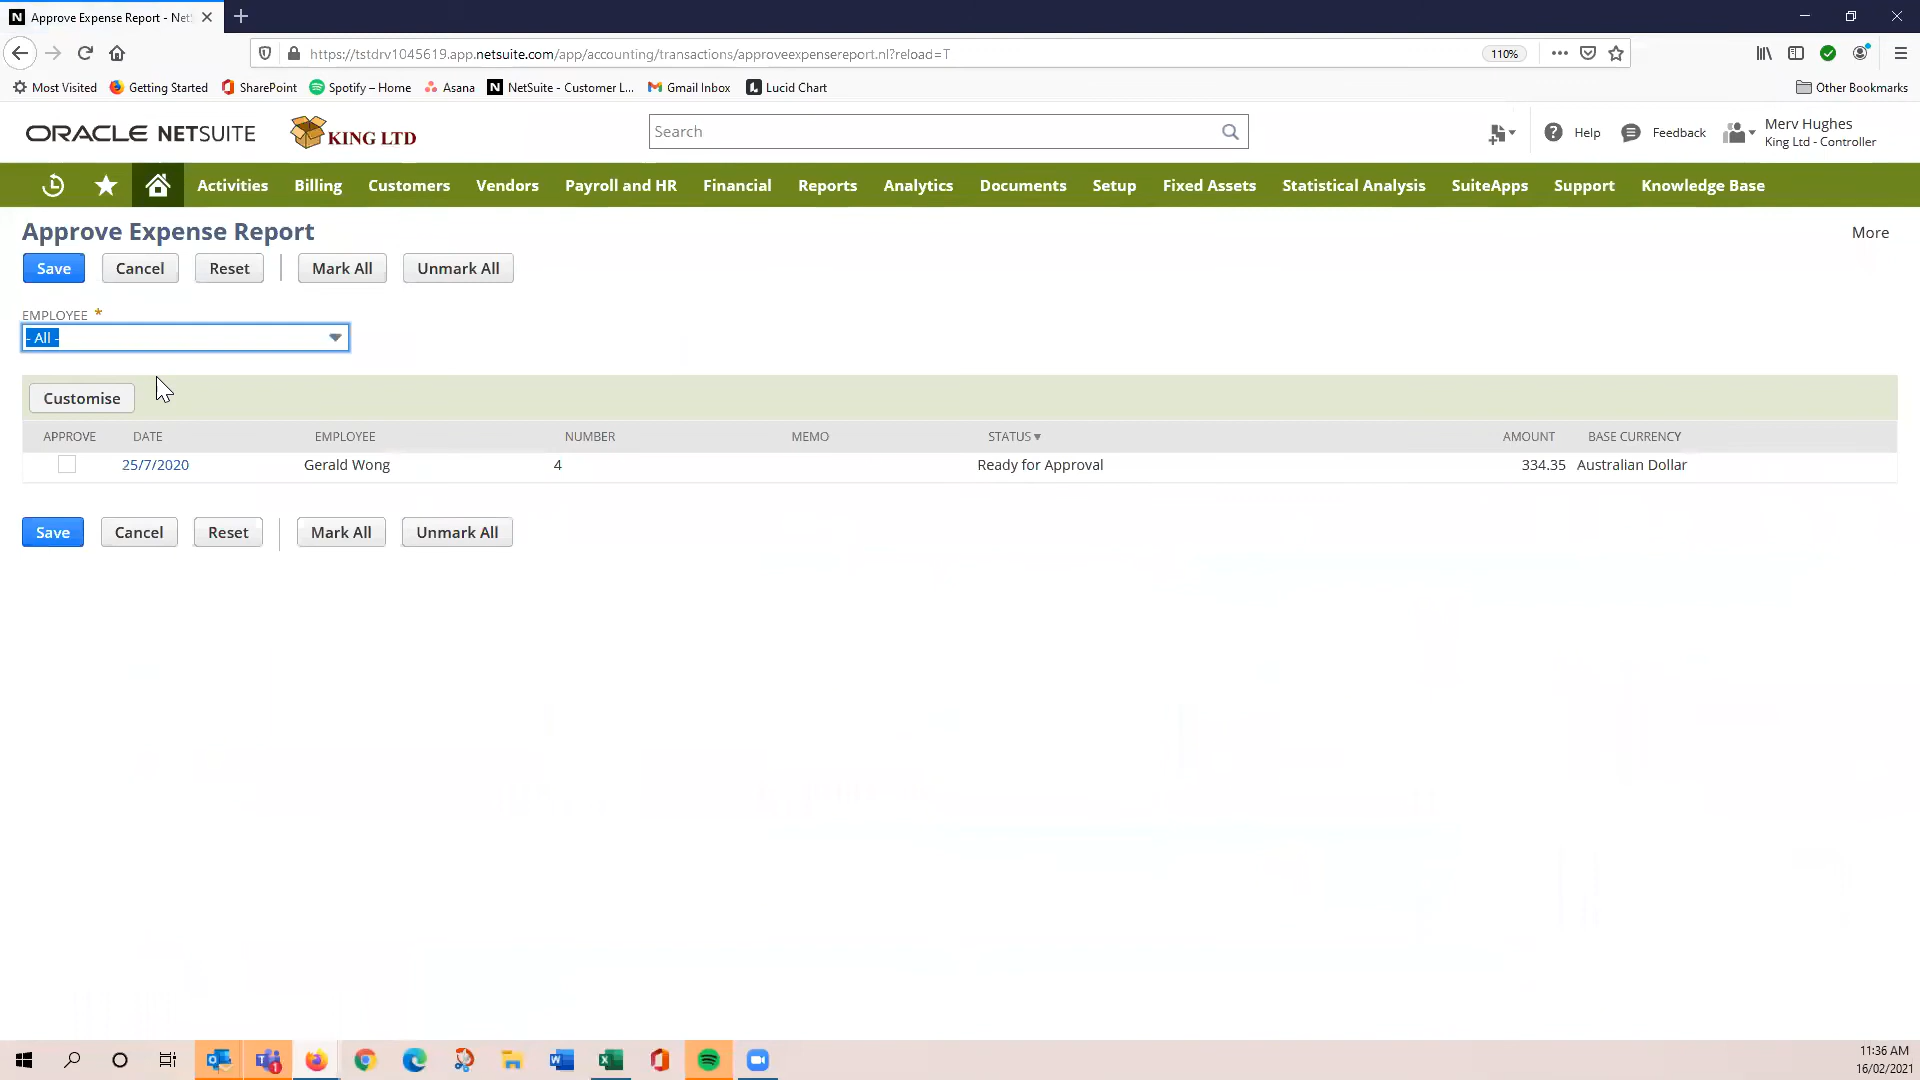 Approve Expense Report - Net
https://tstdrv1045619.app.netsuite.com/app/accounting/transactions/approveexpensereport.nl?reload=T
110%
Most Visited Getting Started SharePoint Spotify – Home Asana NetSuite - Customer L... Gmail Inbox Lucid Chart Other Bookmarks
ORACLE NETSUITE KING LTD Search Help Feedback Merv Hughes
King Ltd - Controller
Activities Billing Customers Vendors Payroll and HR Financial Reports Analytics Documents Setup Fixed Assets Statistical Analysis SuiteApps Support Knowledge Base
Approve Expense Report More
Save Cancel Reset Mark All Unmark All
EMPLOYEE *
- All -
Customise
APPROVE DATE EMPLOYEE NUMBER MEMO STATUS AMOUNT BASE CURRENCY
25/7/2020 Gerald Wong 4 Ready for Approval 334.35 Australian Dollar
Save Cancel Reset Mark All Unmark All
11:36 AM
16/02/2021